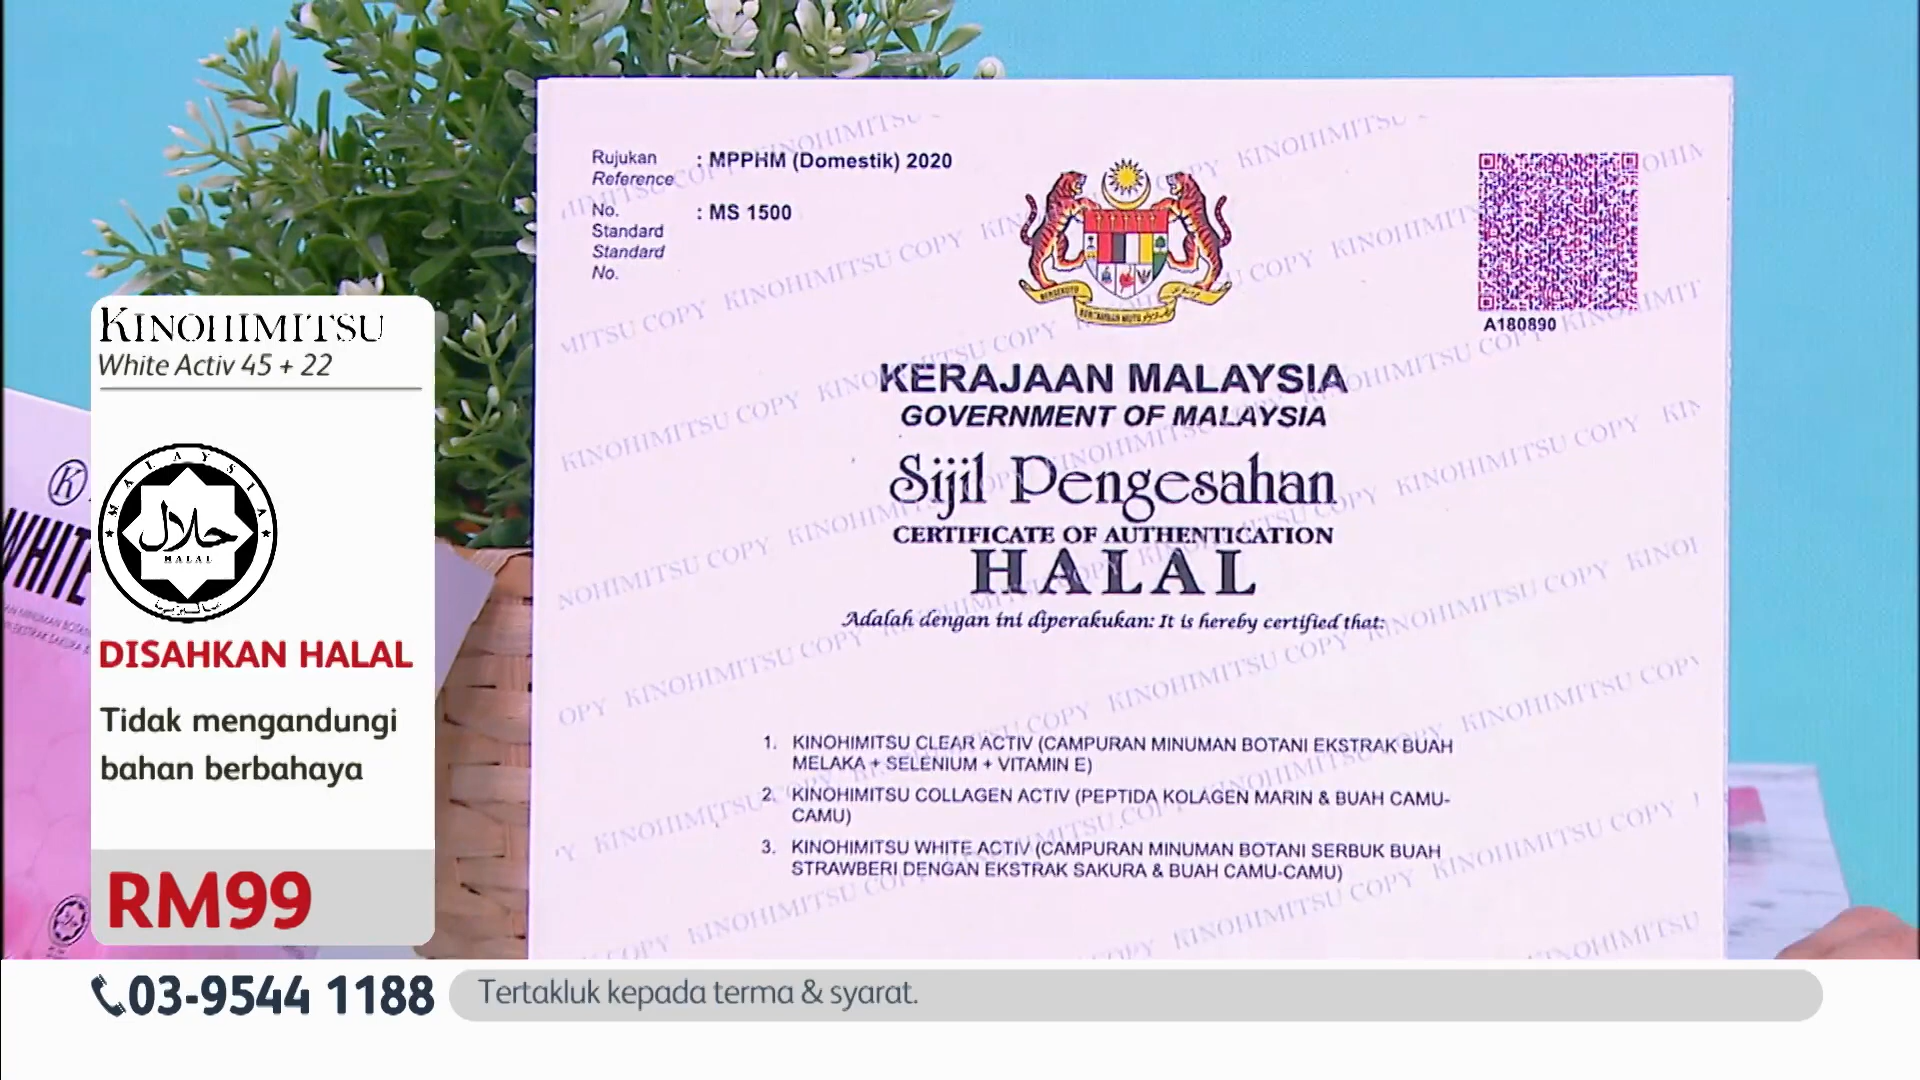 Rujukan : MPPHM (Domestik) 2020
Reference
No. : MS 1500
Standard
Standard
No.
A180890
KERAJAAN MALAYSIA
GOVERNMENT OF MALAYSIA
Sijil Pengesahan
CERTIFICATE OF AUTHENTICATION
HALAL
Adalah dengan ini diperakukan: It is hereby certified that:
1. KINOHIMITSU CLEAR ACTIV (CAMPURAN MINUMAN BOTANI EKSTRAK BUAH
MELAKA + SELENIUM + VITAMIN E)
2. KINOHIMITSU COLLAGEN ACTIV (PEPTIDA KOLAGEN MARIN & BUAH CAMU-
CAMU)
3. KINOHIMITSU WHITE ACTIV (CAMPURAN MINUMAN BOTANI SERBUK BUAH
STRAWBERI DENGAN EKSTRAK SAKURA & BUAH CAMU-CAMU)
KINOHIMITSU COPY
KINOHIMITSU
White Activ 45 + 22
MALAYSIA
حلال
HALAL
DISAHKAN HALAL
Tidak mengandungi
bahan berbahaya
RM99
WHITE
03-9544 1188
Tertakluk kepada terma & syarat.